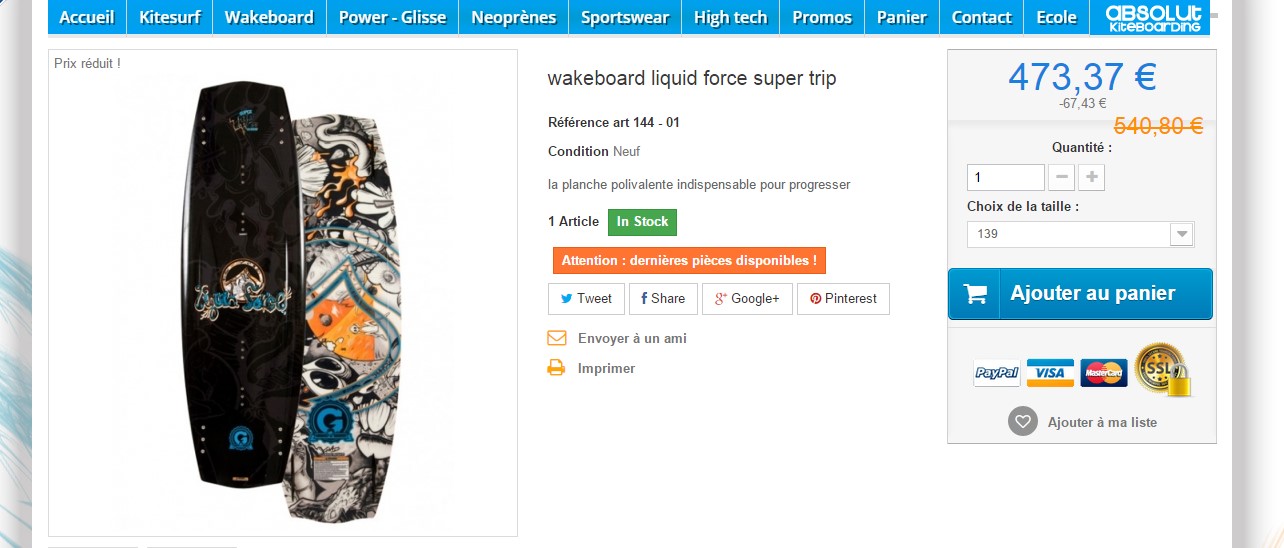 Accueil Kitesurf Wakeboard Power - Glisse Neoprènes Sportswear High tech Promos Panier Contact Ecole ABSOLUT KITEBOARDING
Prix réduit !
wakeboard liquid force super trip
Référence art 144 - 01
Condition Neuf
la planche polivalente indispensable pour progresser
1 Article In Stock
Attention : dernières pièces disponibles !
Tweet Share Google+ Pinterest
Envoyer à un ami
Imprimer
473,37 €
-67,43 €
540,80 €
Quantité :
1
Choix de la taille :
139
Ajouter au panier
PayPal VISA MasterCard SSL
Ajouter à ma liste